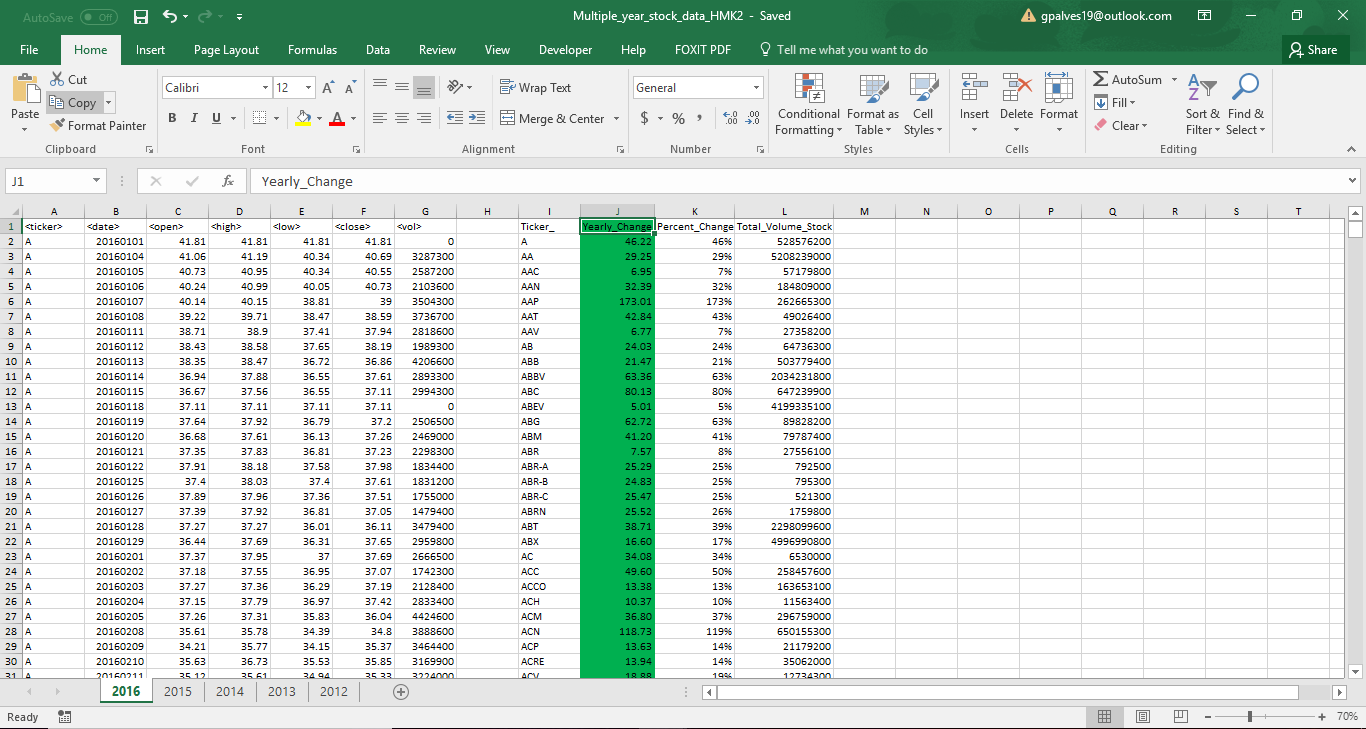 AutoSave Off Multiple_year_stock_data_HMK2 - Saved gpalves19@outlook.com
File Home Insert Page Layout Formulas Data Review View Developer Help FOXIT PDF Tell me what you want to do Share
Paste Cut Copy Format Painter Clipboard
Calibri 12 B I U Font
Wrap Text Merge & Center Alignment
General $ % , Number
Conditional Formatting Format as Table Cell Styles Styles
Insert Delete Format Cells
AutoSum Fill Clear Sort & Filter Find & Select Editing
J1 fx Yearly_Change
A B C D E F G H I J K L M N O P Q R S T
1 <ticker> <date> <open> <high> <low> <close> <vol> Ticker_ Yearly_Change Percent_Change Total_Volume_Stock
2 A 20160101 41.81 41.81 41.81 41.81 0 A 46.22 46% 528576200
3 A 20160104 41.06 41.19 40.34 40.69 3287300 AA 29.25 29% 5208239000
4 A 20160105 40.73 40.95 40.34 40.55 2587200 AAC 6.95 7% 57179800
5 A 20160106 40.24 40.99 40.05 40.73 2103600 AAN 32.39 32% 184809000
6 A 20160107 40.14 40.15 38.81 39 3504300 AAP 173.01 173% 262665300
7 A 20160108 39.22 39.71 38.47 38.59 3736700 AAT 42.84 43% 49026400
8 A 20160111 38.71 38.9 37.41 37.94 2818600 AAV 6.77 7% 27358200
9 A 20160112 38.43 38.58 37.65 38.19 1989300 AB 24.03 24% 64736300
10 A 20160113 38.35 38.47 36.72 36.86 4206600 ABB 21.47 21% 503779400
11 A 20160114 36.94 37.88 36.55 37.61 2893300 ABBV 63.36 63% 2034231800
12 A 20160115 36.67 37.56 36.55 37.11 2994300 ABC 80.13 80% 647239900
13 A 20160118 37.11 37.11 37.11 37.11 0 ABEV 5.01 5% 4199335100
14 A 20160119 37.64 37.92 36.79 37.2 2506500 ABG 62.72 63% 89828200
15 A 20160120 36.68 37.61 36.13 37.26 2469000 ABM 41.20 41% 79787400
16 A 20160121 37.35 37.83 36.81 37.23 2298300 ABR 7.57 8% 27556100
17 A 20160122 37.91 38.18 37.58 37.98 1834400 ABR-A 25.29 25% 792500
18 A 20160125 37.4 38.03 37.4 37.61 1831200 ABR-B 24.83 25% 795300
19 A 20160126 37.89 37.96 37.36 37.51 1755000 ABR-C 25.47 25% 521300
20 A 20160127 37.39 37.92 36.81 37.05 1479400 ABRN 25.52 26% 1759800
21 A 20160128 37.27 37.27 36.01 36.11 3479400 ABT 38.71 39% 2298099600
22 A 20160129 36.44 37.69 36.31 37.65 2959800 ABX 16.60 17% 4996990800
23 A 20160201 37.37 37.95 37 37.69 2666500 AC 34.08 34% 6530000
24 A 20160202 37.18 37.55 36.95 37.07 1742300 ACC 49.60 50% 258457600
25 A 20160203 37.27 37.36 36.29 37.19 2128400 ACCO 13.38 13% 163653100
26 A 20160204 37.15 37.79 36.97 37.42 2833400 ACH 10.37 10% 11563400
27 A 20160205 37.26 37.31 35.83 36.04 4424600 ACM 36.80 37% 296759000
28 A 20160208 35.61 35.78 34.39 34.8 3888600 ACN 118.73 119% 650155300
29 A 20160209 34.21 35.77 34.15 35.37 3464400 ACP 13.63 14% 21179200
30 A 20160210 35.63 36.73 35.53 35.85 3169900 ACRE 13.94 14% 35062000
31 A 20160211 35.12 35.61 34.94 35.33 3224000 ACV 18.88 19% 12734300
2016 2015 2014 2013 2012
Ready 70%